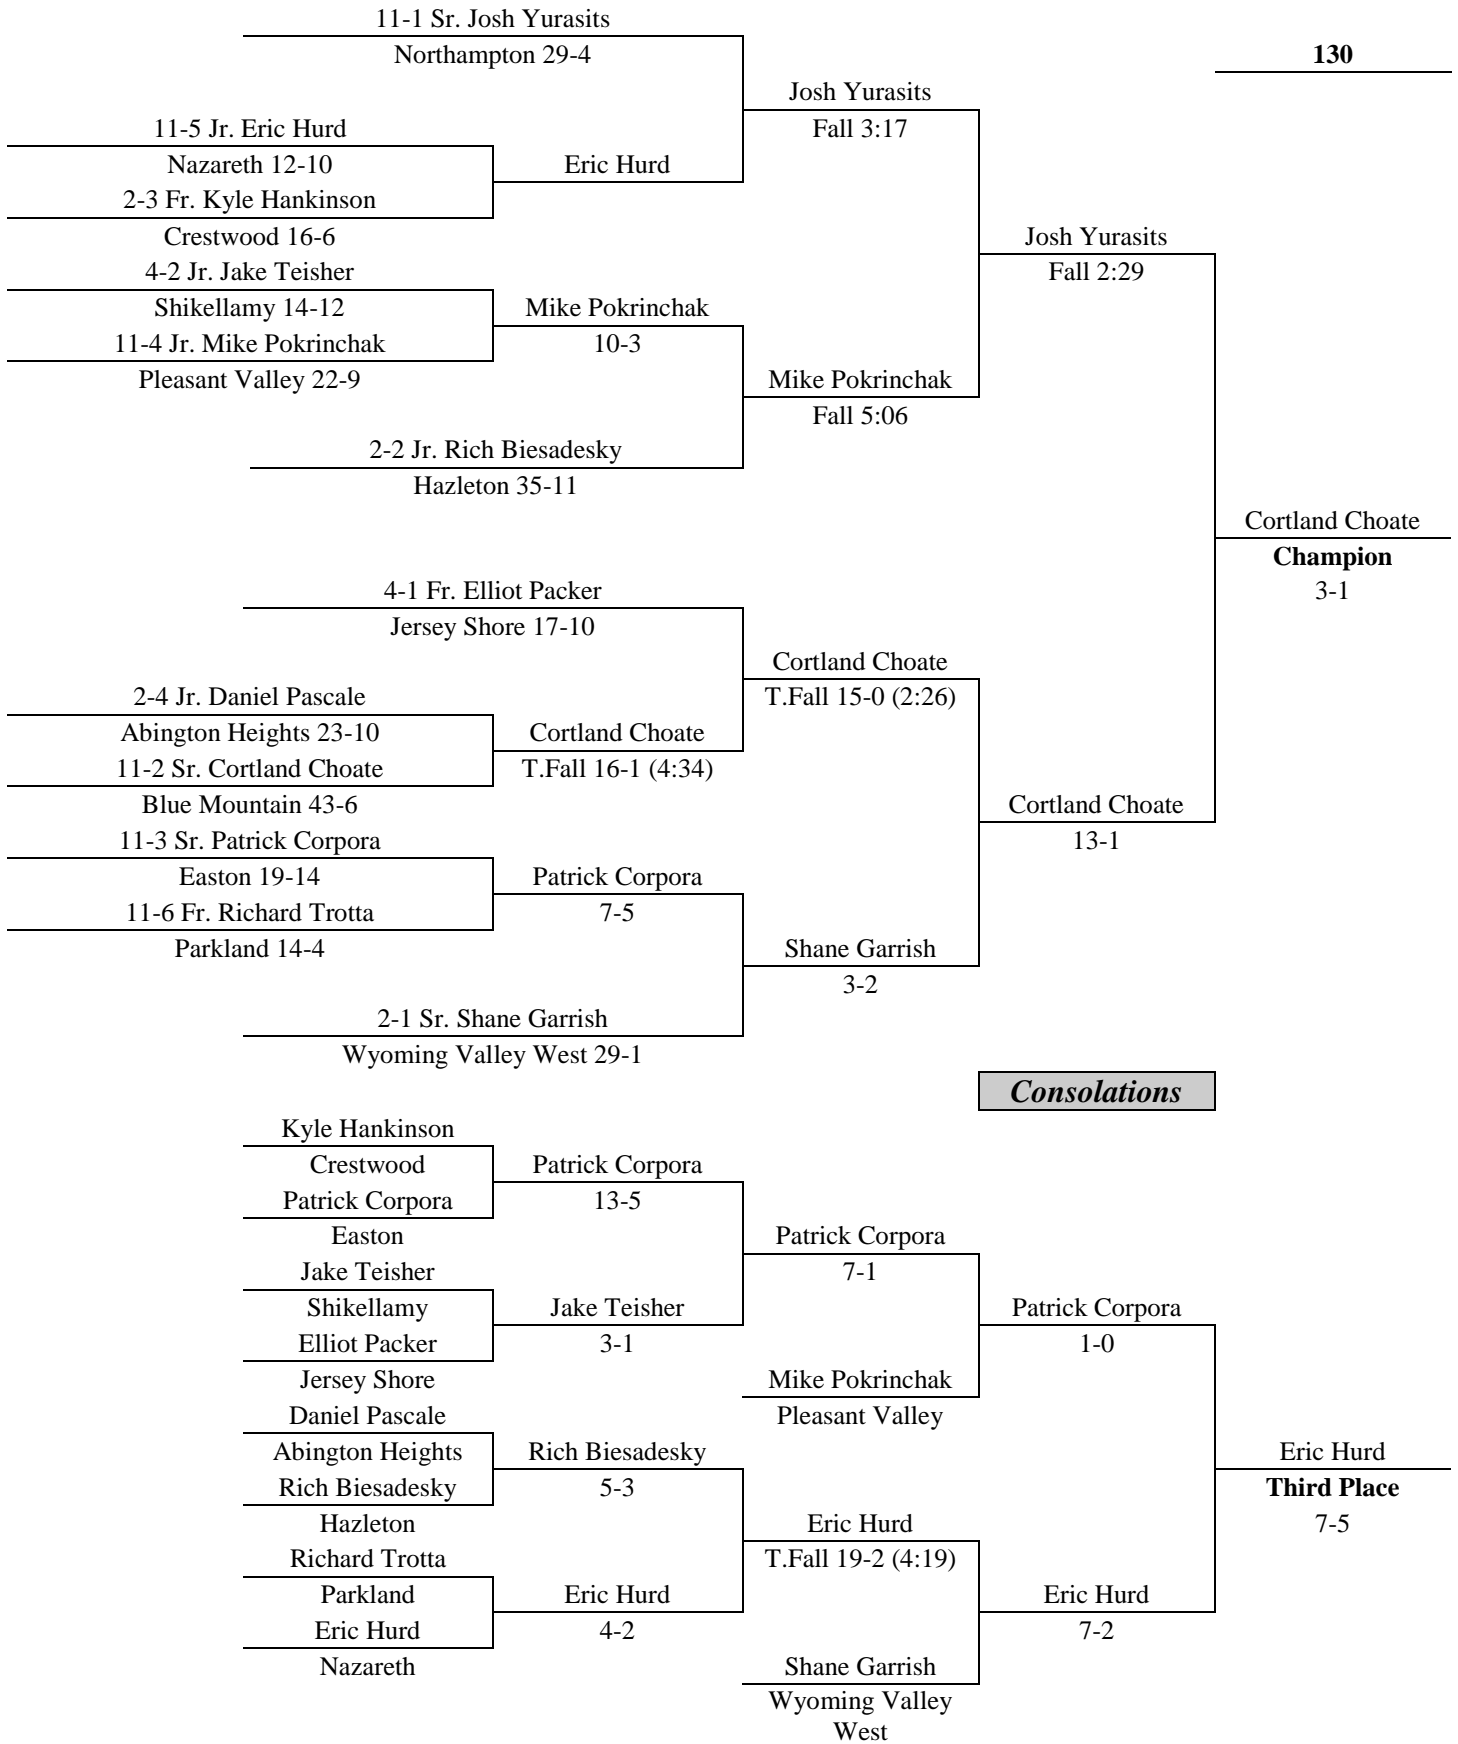 11-1 Sr. Josh Yurasits
Northampton 29-4
130
Josh Yurasits
Fall 3:17
11-5 Jr. Eric Hurd
Nazareth 12-10
Eric Hurd
2-3 Fr. Kyle Hankinson
Crestwood 16-6
Josh Yurasits
Fall 2:29
4-2 Jr. Jake Teisher
Shikellamy 14-12
Mike Pokrinchak
10-3
11-4 Jr. Mike Pokrinchak
Pleasant Valley 22-9
Mike Pokrinchak
Fall 5:06
2-2 Jr. Rich Biesadesky
Hazleton 35-11
Cortland Choate
Champion
3-1
4-1 Fr. Elliot Packer
Jersey Shore 17-10
Cortland Choate
T.Fall 15-0 (2:26)
2-4 Jr. Daniel Pascale
Abington Heights 23-10
Cortland Choate
T.Fall 16-1 (4:34)
11-2 Sr. Cortland Choate
Blue Mountain 43-6
Cortland Choate
13-1
11-3 Sr. Patrick Corpora
Easton 19-14
Patrick Corpora
7-5
11-6 Fr. Richard Trotta
Parkland 14-4
Shane Garrish
3-2
2-1 Sr. Shane Garrish
Wyoming Valley West 29-1
Consolations
Kyle Hankinson
Crestwood
Patrick Corpora
13-5
Patrick Corpora
Easton
Patrick Corpora
7-1
Jake Teisher
Shikellamy
Jake Teisher
3-1
Elliot Packer
Jersey Shore
Patrick Corpora
1-0
Mike Pokrinchak
Pleasant Valley
Daniel Pascale
Abington Heights
Rich Biesadesky
5-3
Rich Biesadesky
Hazleton
Eric Hurd
Third Place
7-5
Eric Hurd
T.Fall 19-2 (4:19)
Richard Trotta
Parkland
Eric Hurd
4-2
Eric Hurd
Nazareth
Eric Hurd
7-2
Shane Garrish
Wyoming Valley
West